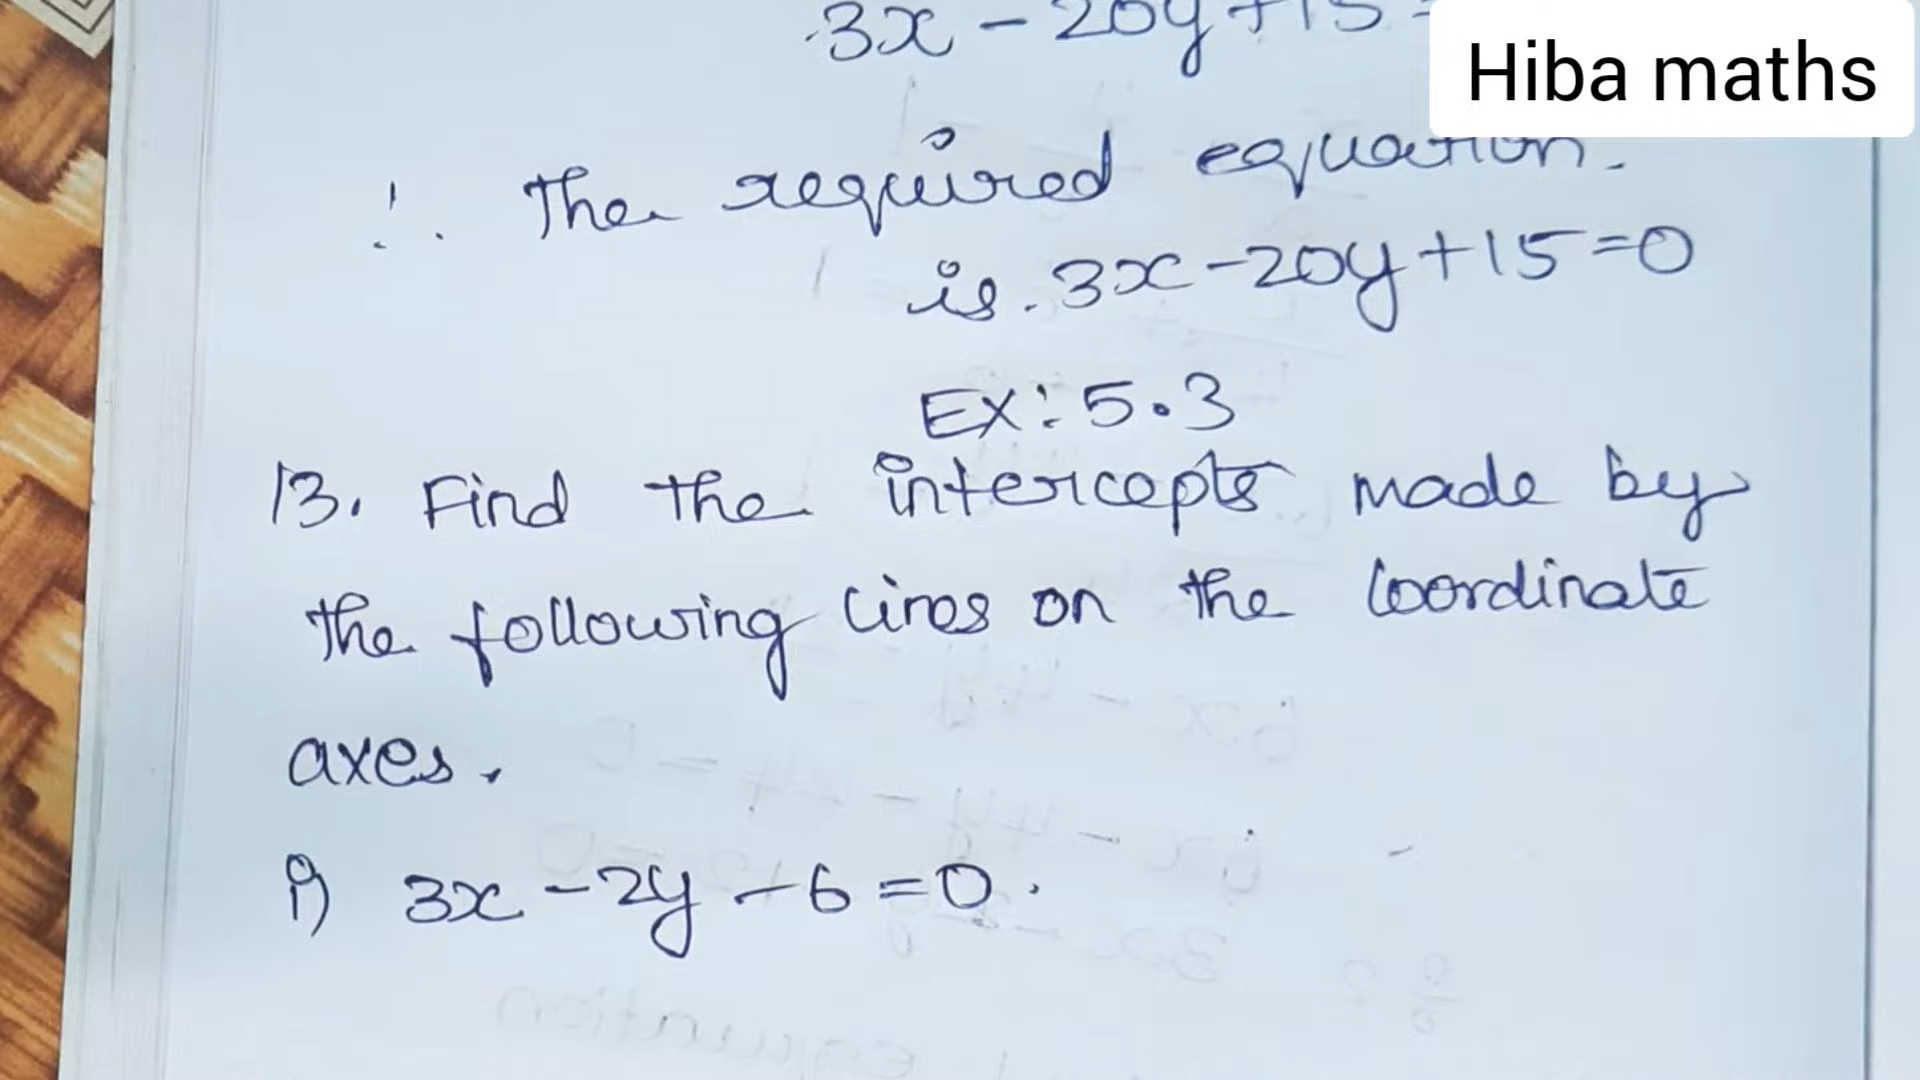 3x - 20y + 15
Hiba maths
∴ The required equation.
is. 3x - 20y + 15 = 0
Ex: 5.3
13. Find the intercepts made by
the following lines on the coordinate
axes.
i) 3x - 2y - 6 = 0.